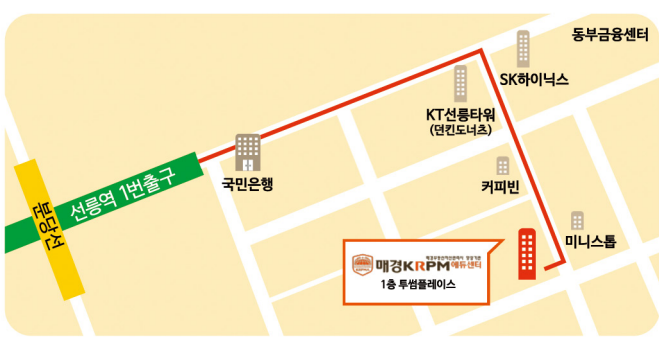 동부금융센터
SK하이닉스
KT선릉타워
(던킨도너츠)
국민은행
선릉역 1번출구
분당선
커피빈
미니스톱
매경KRPM에듀센터
1층 투썸플레이스